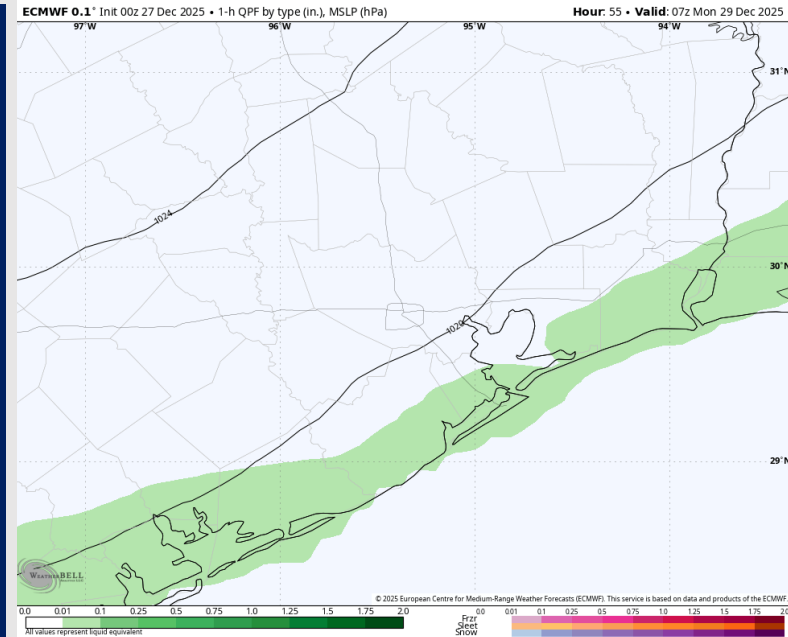 ECMWF 0.1° Init 00z 27 Dec 2025 • 1-h QPF by type (in.), MSLP (hPa)
Hour: 55 • Valid: 07z Mon 29 Dec 2025
97°W 96°W 95°W 94°W
31°N
1024
30°N
1020
29°N
WEATHERBELL
© 2025 European Centre for Medium-Range Weather Forecasts (ECMWF). This service is based on data and products of the ECMWF.
0.0 0.01 0.1 0.25 0.5 0.75 1.0 1.25 1.5 1.75 2.0
All values represent liquid equivalent
0.0 0.01 0.1 0.25 0.5 0.75 1.0 1.25 1.5 1.75 2.0
Frzr
Sleet
Snow